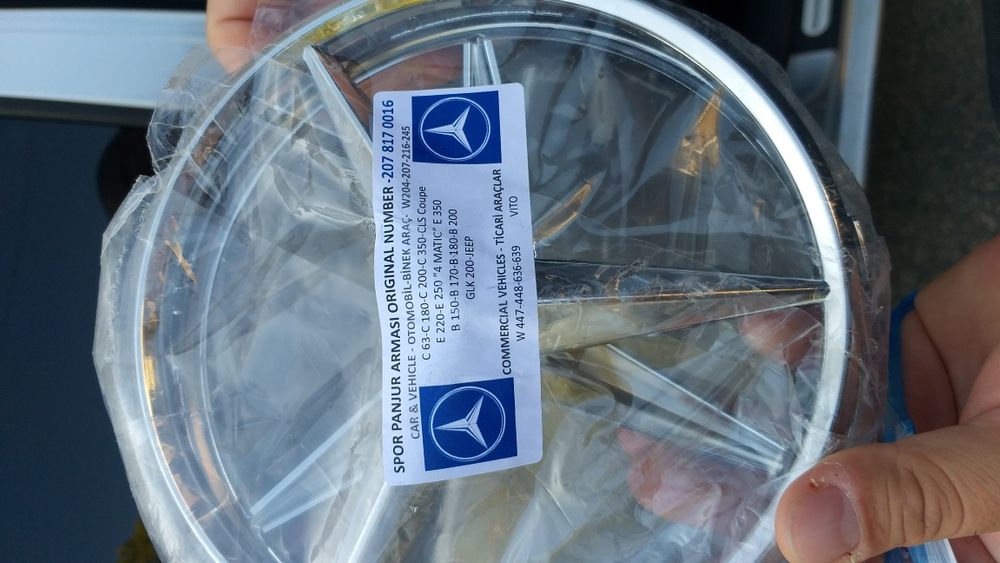 SPOR PANJUR ARMASI ORIGINAL NUMBER -207 817 0016
CAR & VEHICLE - OTOMOBİL-BİNEK ARAÇ- W204-207-216-245
C 63-C 180-C 200-C 350-CLS Coupe
E 220-E 250 "4 MATIC" E 350
B 150-B 170-B-180-B 200
GLK 200-JEEP
COMMERCIAL VEHICLES - TİCARİ ARAÇLAR
W 447-448-636-639
VITO